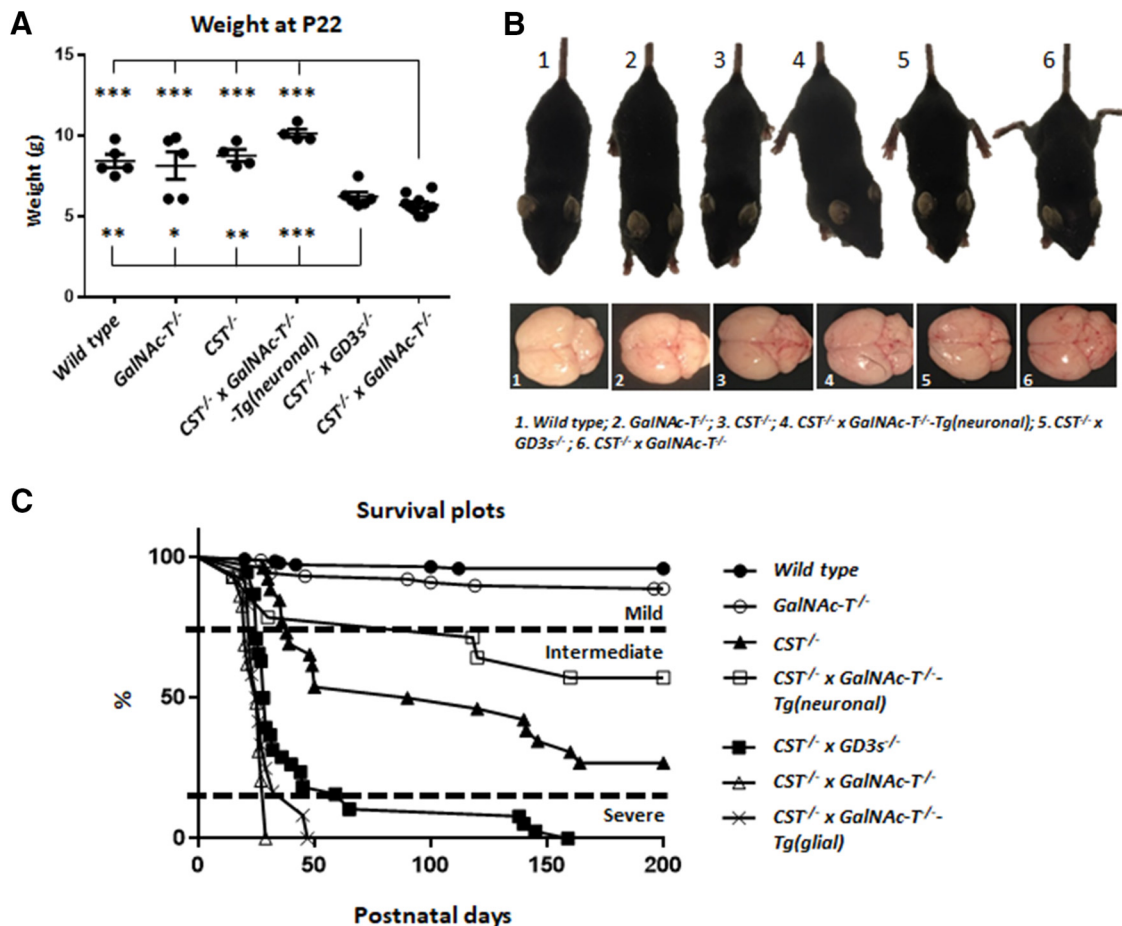 A
Weight at P22
15
10
5
0
Weight (g)
*** *** *** ***
** * ** ***
Wild type
GalNAc-T⁻/⁻
CST⁻/⁻
CST⁻/⁻ x GalNAc-T⁻/⁻
-Tg(neuronal)
CST⁻/⁻ x GD3s⁻/⁻
CST⁻/⁻ x GalNAc-T⁻/⁻
B
1 2 3 4 5 6
1 2 3 4 5 6
1. Wild type; 2. GalNAc-T⁻/⁻; 3. CST⁻/⁻; 4. CST⁻/⁻ x GalNAc-T⁻/⁻-Tg(neuronal); 5. CST⁻/⁻ x
GD3s⁻/⁻; 6. CST⁻/⁻ x GalNAc-T⁻/⁻
C
Survival plots
100
50
0
%
Mild
Intermediate
Severe
0 50 100 150 200
Postnatal days
Wild type
GalNAc-T⁻/⁻
CST⁻/⁻
CST⁻/⁻ x GalNAc-T⁻/⁻-
Tg(neuronal)
CST⁻/⁻ x GD3s⁻/⁻
CST⁻/⁻ x GalNAc-T⁻/⁻
CST⁻/⁻ x GalNAc-T⁻/⁻-
Tg(glial)